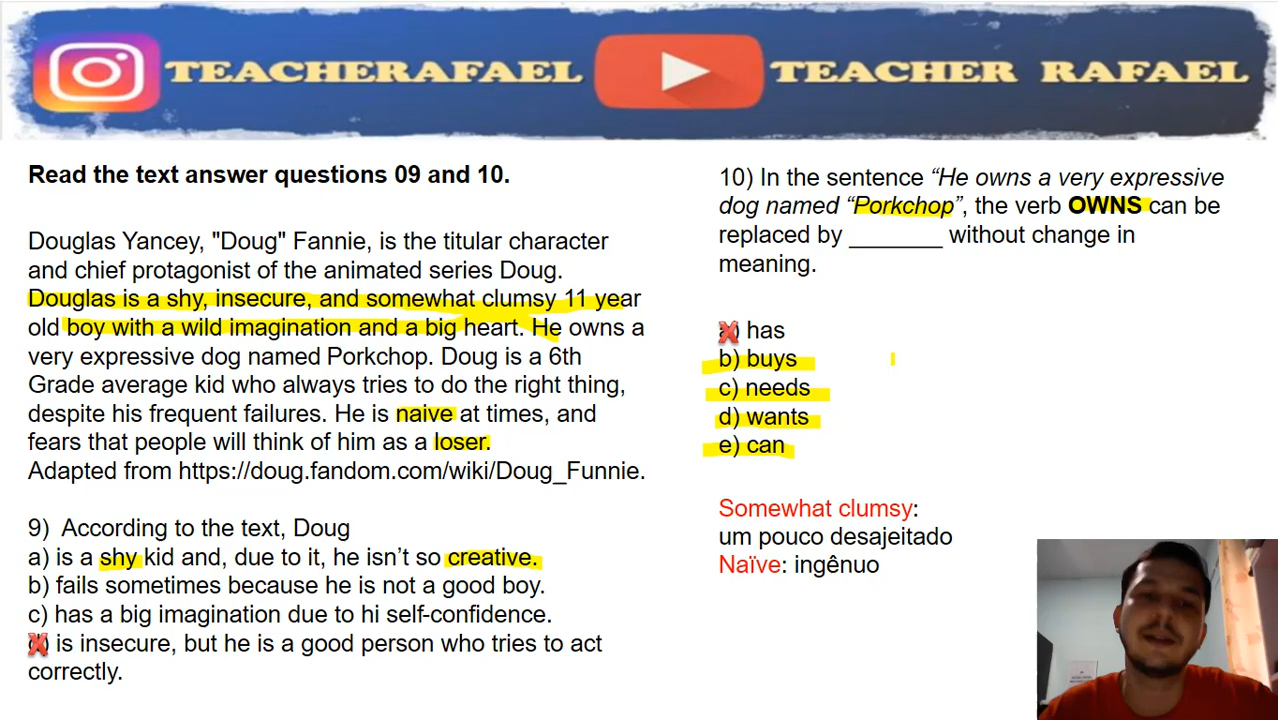 TEACHERAFAEL
TEACHER RAFAEL
Read the text answer questions 09 and 10.
Douglas Yancey, "Doug" Fannie, is the titular character
and chief protagonist of the animated series Doug.
Douglas is a shy, insecure, and somewhat clumsy 11 year
old boy with a wild imagination and a big heart. He owns a
very expressive dog named Porkchop. Doug is a 6th
Grade average kid who always tries to do the right thing,
despite his frequent failures. He is naive at times, and
fears that people will think of him as a loser.
Adapted from https://doug.fandom.com/wiki/Doug_Funnie.
9) According to the text, Doug
a) is a shy kid and, due to it, he isn't so creative.
b) fails sometimes because he is not a good boy.
c) has a big imagination due to hi self-confidence.
is insecure, but he is a good person who tries to act
correctly.
10) In the sentence “He owns a very expressive
dog named “Porkchop”, the verb OWNS can be
replaced by _______ without change in
meaning.
a) has
b) buys
c) needs
d) wants
e) can
Somewhat clumsy:
um pouco desajeitado
Naïve: ingênuo